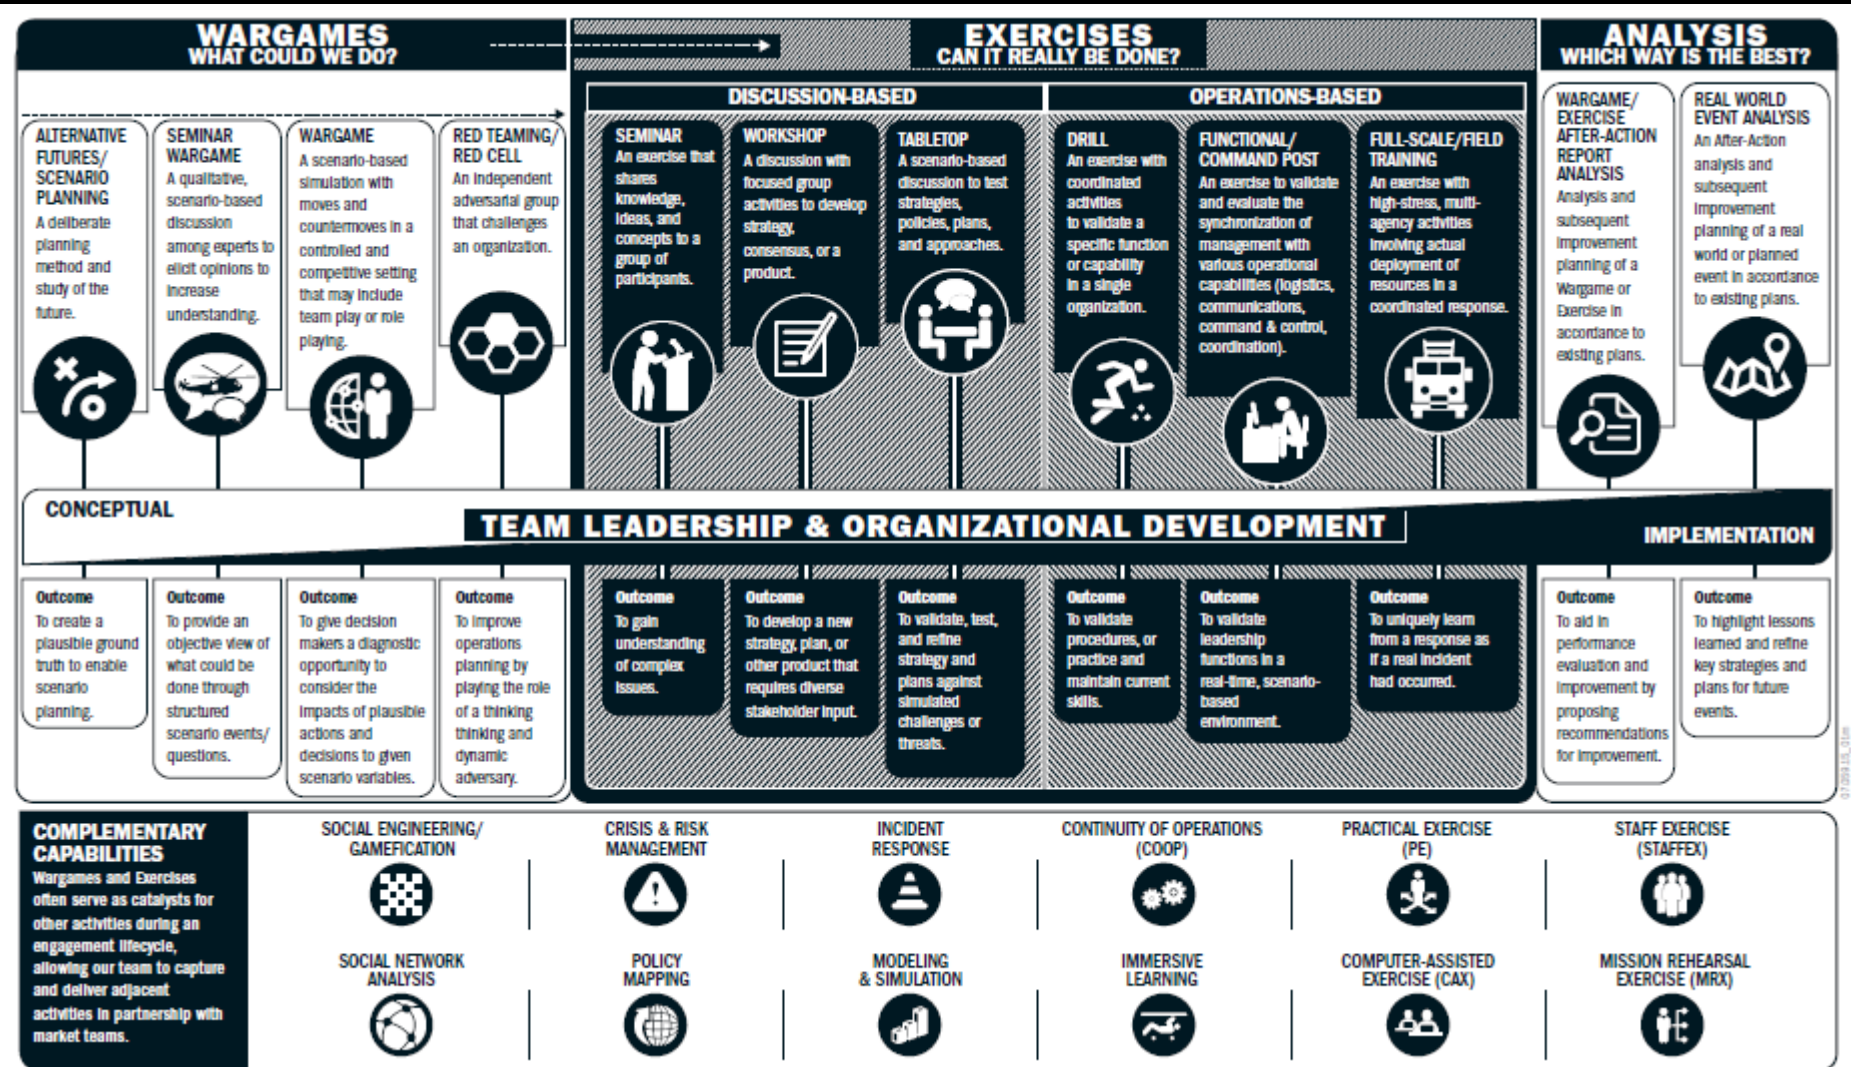 WARGAMES
WHAT COULD WE DO?
EXERCISES
CAN IT REALLY BE DONE?
ANALYSIS
WHICH WAY IS THE BEST?
DISCUSSION-BASED
OPERATIONS-BASED
ALTERNATIVE
FUTURES/
SCENARIO
PLANNING
A deliberate
planning
method and
study of the
future.
SEMINAR
WARGAME
A qualitative,
scenario-based
discussion
among experts to
elicit opinions to
increase
understanding.
WARGAME
A scenario-based
simulation with
moves and
countermoves in a
controlled and
competitive setting
that may include
team play or role
playing.
RED TEAMING/
RED CELL
An independent
adversarial group
that challenges
an organization.
SEMINAR
An exercise that
shares
knowledge,
ideas, and
concepts to a
group of
participants.
WORKSHOP
A discussion with
focused group
activities to develop
strategy,
consensus, or a
product.
TABLETOP
A scenario-based
discussion to test
strategies,
policies, plans,
and approaches.
DRILL
An exercise with
coordinated
activities
to validate a
specific function
or capability
in a single
organization.
FUNCTIONAL/
COMMAND POST
An exercise to validate
and evaluate the
synchronization of
management with
various operational
capabilities (logistics,
communications,
command & control,
coordination).
FULL-SCALE/FIELD
TRAINING
An exercise with
high-stress, multi-
agency activities
involving actual
deployment of
resources in a
coordinated response.
WARGAME/
EXERCISE
AFTER-ACTION
REPORT
ANALYSIS
Analysis and
subsequent
improvement
planning of a
Wargame or
Exercise in
accordance to
existing plans.
REAL WORLD
EVENT ANALYSIS
An After-Action
analysis and
subsequent
improvement
planning of a real
world or planned
event in accordance
to existing plans.
CONCEPTUAL
TEAM LEADERSHIP & ORGANIZATIONAL DEVELOPMENT
IMPLEMENTATION
Outcome
To create a
plausible ground
truth to enable
scenario
planning.
Outcome
To provide an
objective view of
what could be
done through
structured
scenario events/
questions.
Outcome
To give decision
makers a diagnostic
opportunity to
consider the
impacts of plausible
actions and
decisions to given
scenario variables.
Outcome
To improve
operations
planning by
playing the role
of a thinking
thinking and
dynamic
adversary.
Outcome
To gain
understanding
of complex
issues.
Outcome
To develop a new
strategy, plan, or
other product that
requires diverse
stakeholder input.
Outcome
To validate, test,
and refine
strategy and
plans against
simulated
challenges or
threats.
Outcome
To validate
procedures, or
practice and
maintain current
skills.
Outcome
To validate
leadership
functions in a
real-time, scenario-
based
environment.
Outcome
To uniquely learn
from a response as
if a real incident
had occurred.
Outcome
To aid in
performance
evaluation and
improvement by
proposing
recommendations
for improvement.
Outcome
To highlight lessons
learned and refine
key strategies and
plans for future
events.
COMPLEMENTARY
CAPABILITIES
Wargames and Exercises
often serve as catalysts for
other activities during an
engagement lifecycle,
allowing our team to capture
and deliver adjacent
activities in partnership with
market teams.
SOCIAL ENGINEERING/
GAMEFICATION
CRISIS & RISK
MANAGEMENT
INCIDENT
RESPONSE
CONTINUITY OF OPERATIONS
(COOP)
PRACTICAL EXERCISE
(PE)
STAFF EXERCISE
(STAFFEX)
SOCIAL NETWORK
ANALYSIS
POLICY
MAPPING
MODELING
& SIMULATION
IMMERSIVE
LEARNING
COMPUTER-ASSISTED
EXERCISE (CAX)
MISSION REHEARSAL
EXERCISE (MRX)